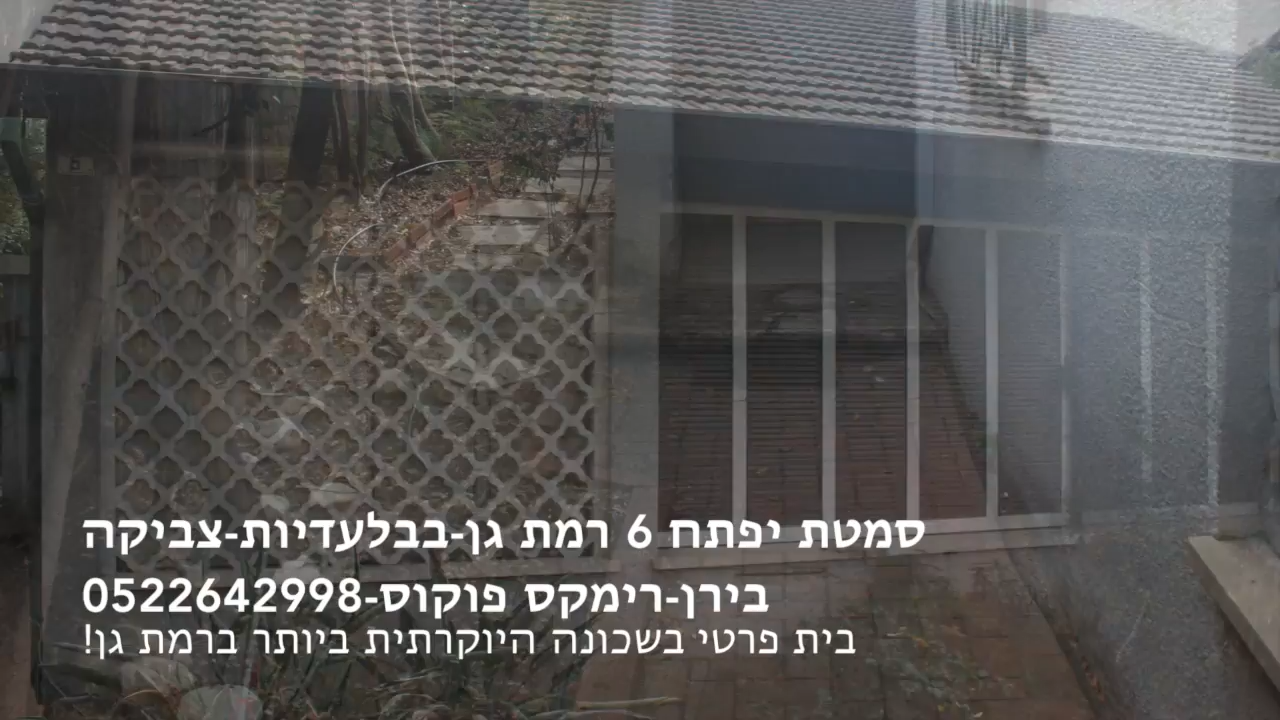 סמטת יפתח 6 רמת גן-בבלעדיות-צביקה
בירן-רימקס פוקוס-0522642998
בית פרטי בשכונה היוקרתית ביותר ברמת גן!